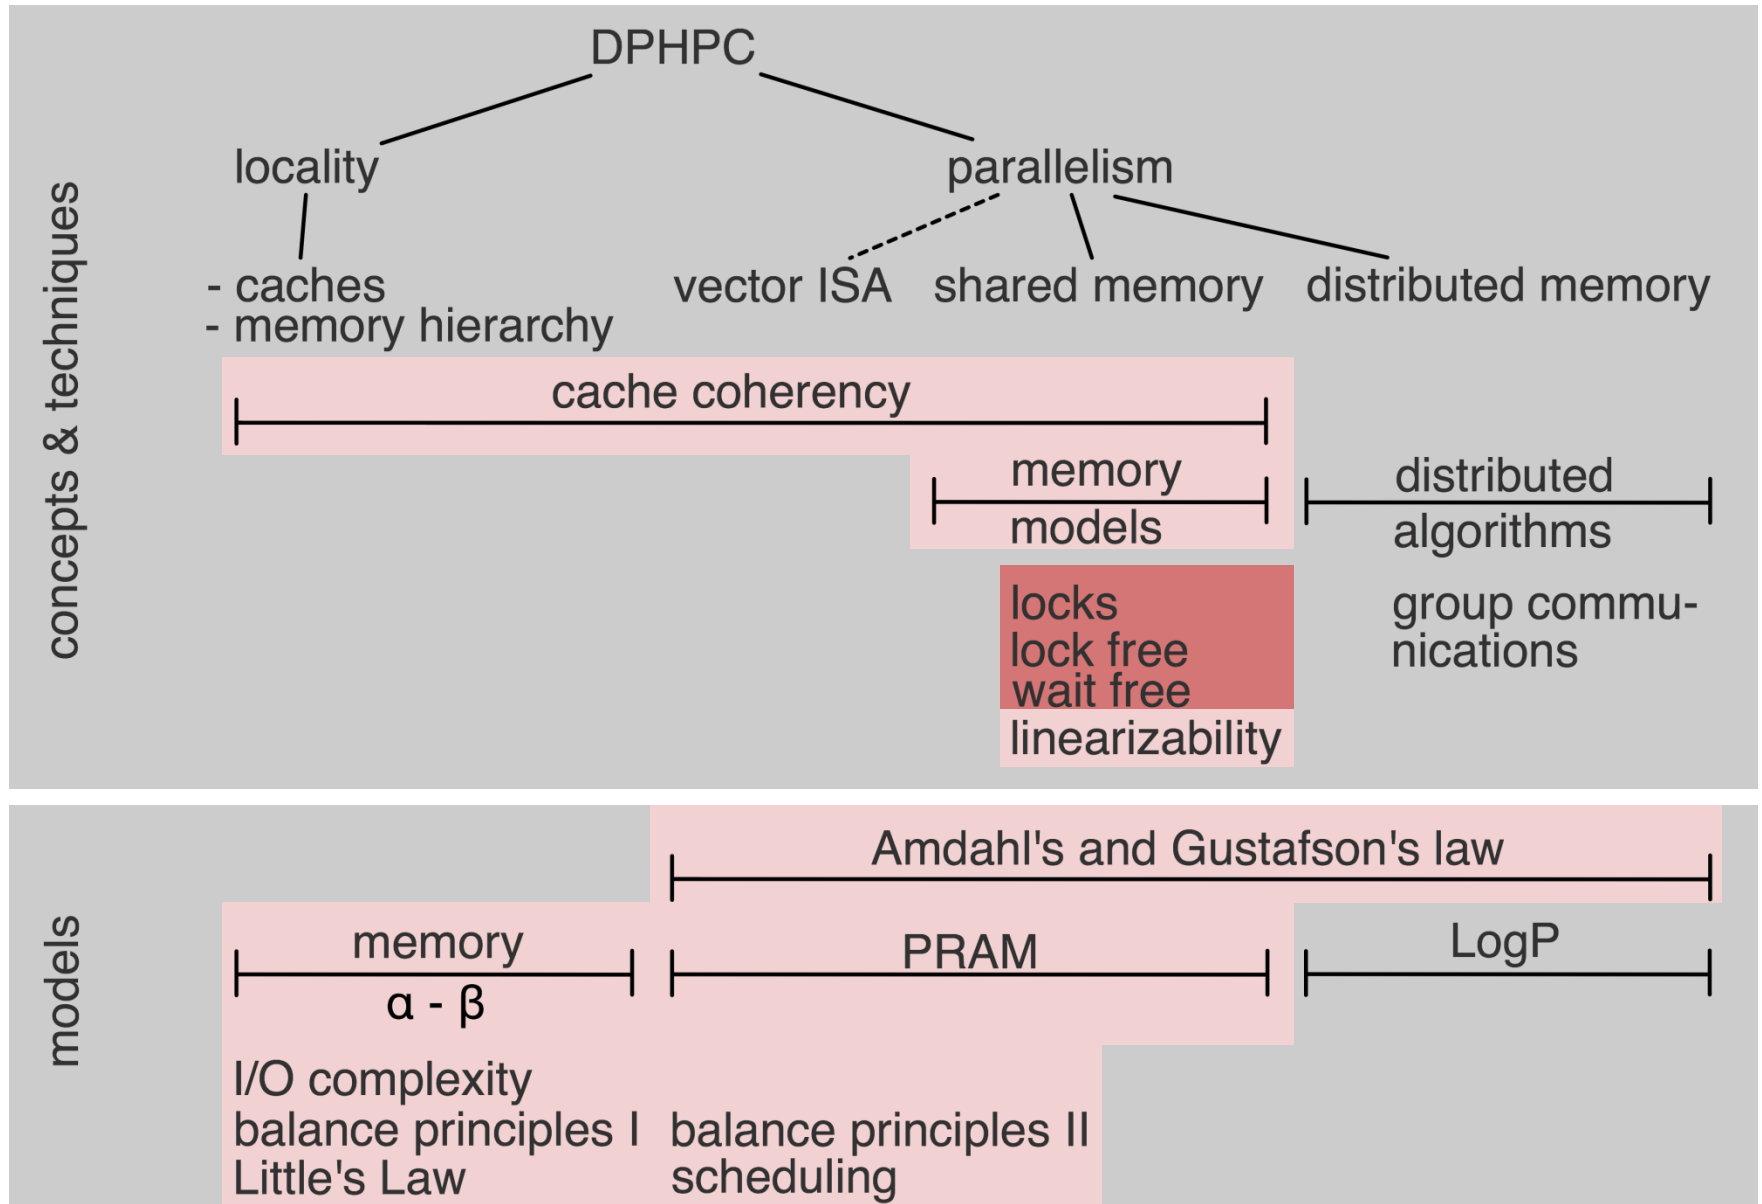 DPHPC
locality
parallelism
- caches
- memory hierarchy
vector ISA
shared memory
distributed memory
concepts & techniques
cache coherency
memory
models
distributed
algorithms
locks
lock free
wait free
linearizability
group commu-
nications
models
Amdahl's and Gustafson's law
memory
α - β
PRAM
LogP
I/O complexity
balance principles I
Little's Law
balance principles II
scheduling